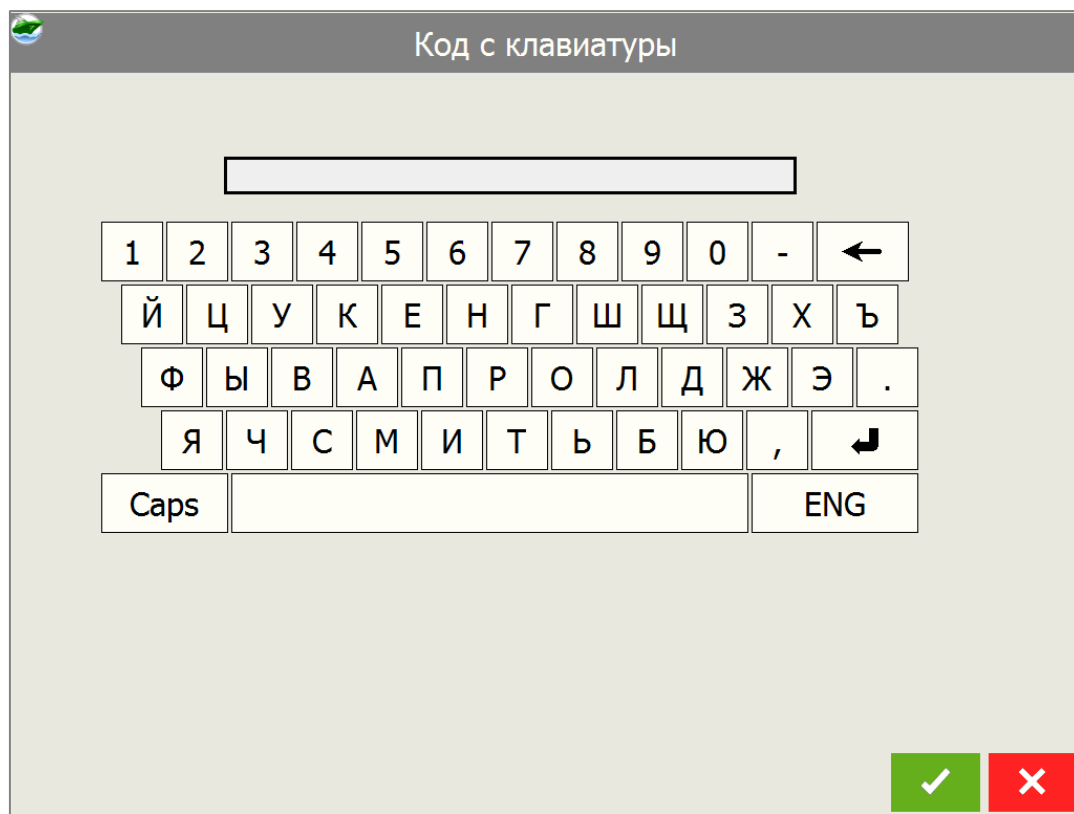 Код с клавиатуры
1 2 3 4 5 6 7 8 9 0 -
Й Ц У К Е Н Г Ш Щ З Х Ъ
Ф Ы В А П Р О Л Д Ж Э .
Я Ч С М И Т Ь Б Ю ,
Caps ENG